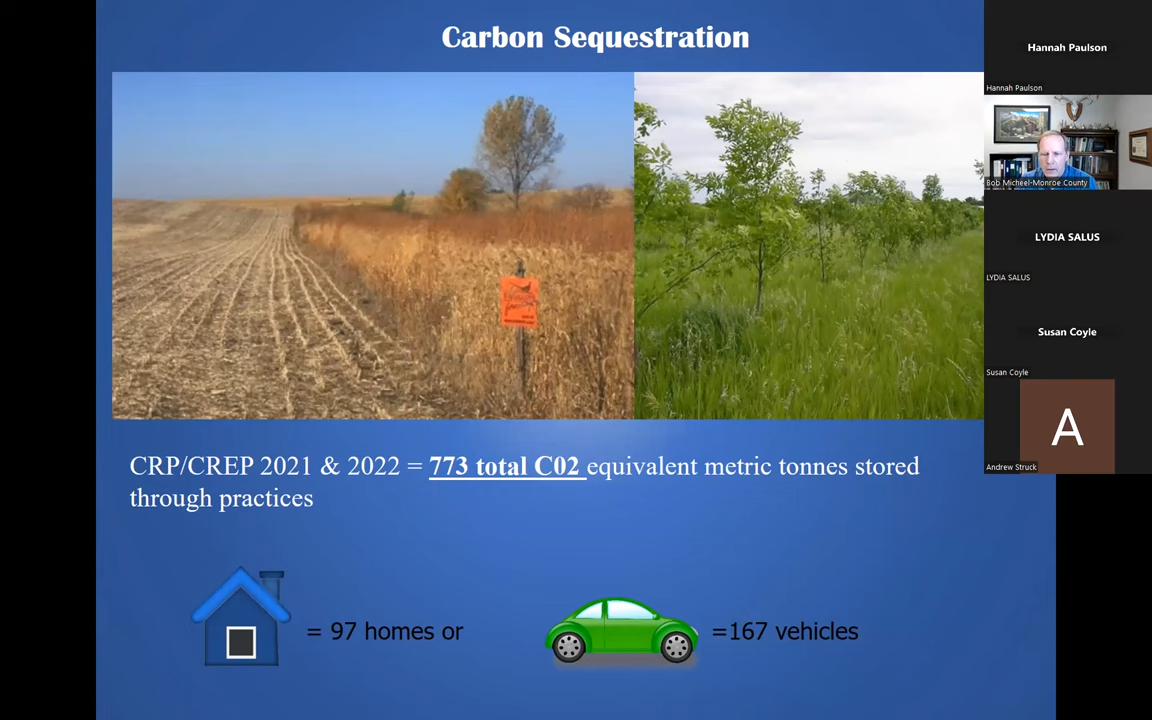 Carbon Sequestration
CRP/CREP 2021 & 2022 = 773 total C02 equivalent metric tonnes stored
through practices
= 97 homes or
=167 vehicles
Hannah Paulson
Hannah Paulson
Bob Micheel-Monroe County
LYDIA SALUS
LYDIA SALUS
Susan Coyle
Susan Coyle
A
Andrew Struck